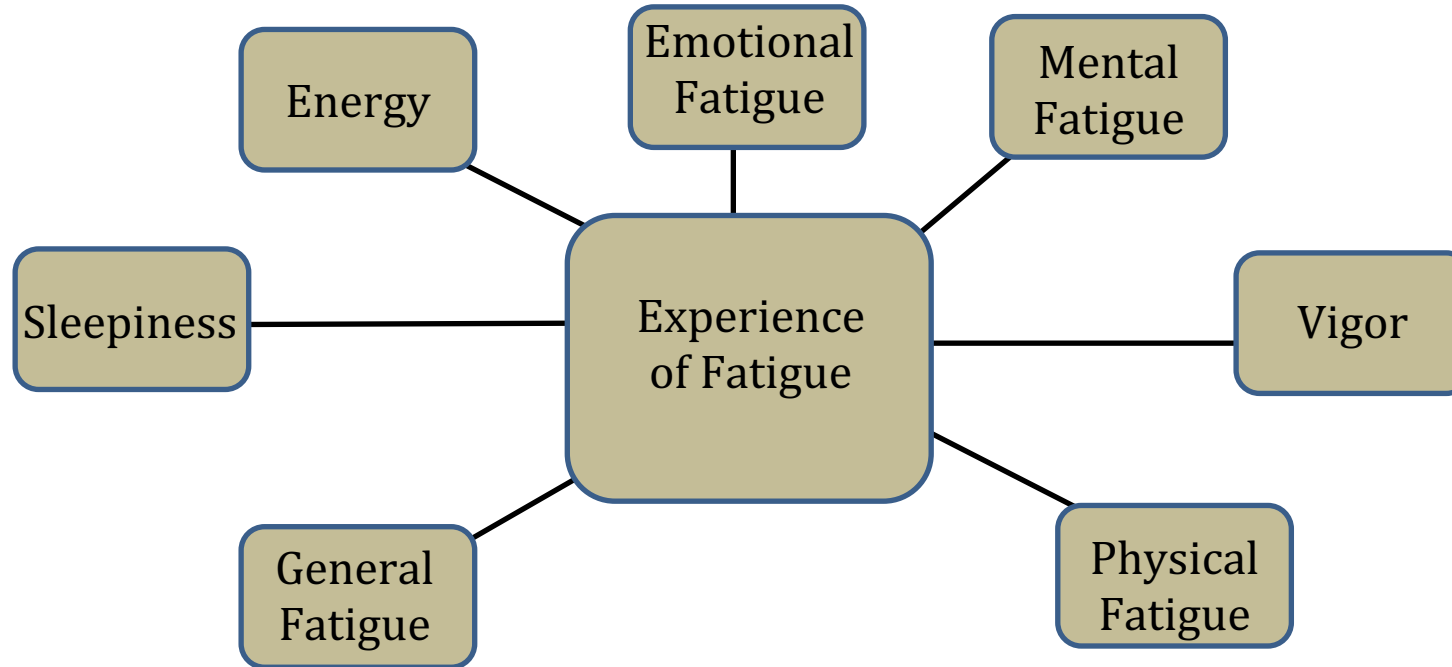 Emotional
Fatigue
Energy
Mental
Fatigue
Sleepiness
Experience
of Fatigue
Vigor
General
Fatigue
Physical
Fatigue